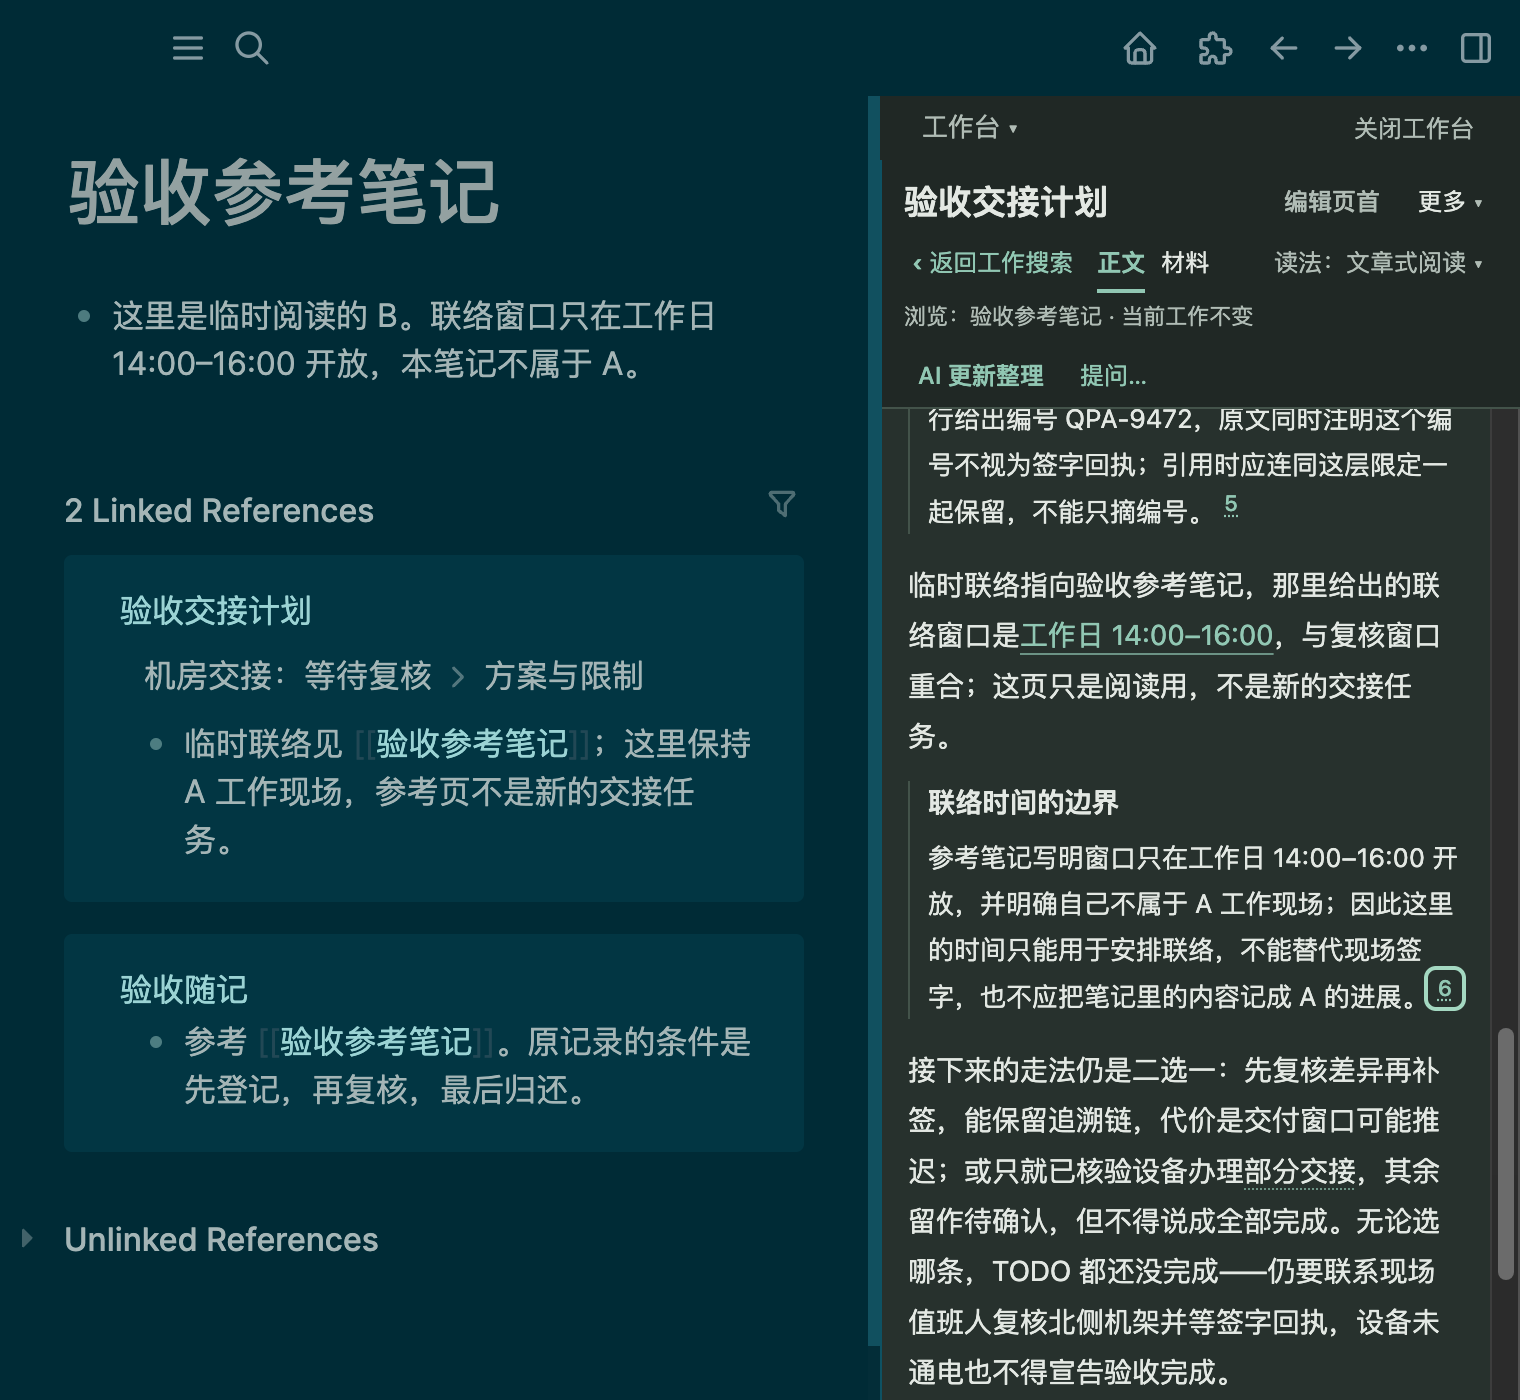 验收参考笔记
这里是临时阅读的 B。联络窗口只在工作日
14:00–16:00 开放，本笔记不属于 A。
2 Linked References
验收交接计划
机房交接：等待复核 > 方案与限制
临时联络见 [[验收参考笔记]]；这里保持
A 工作现场，参考页不是新的交接任
务。
验收随记
参考 [[验收参考笔记]]。原记录的条件是
先登记，再复核，最后归还。
Unlinked References
工作台 ▾
关闭工作台
验收交接计划
编辑页首
更多 ▾
‹ 返回工作搜索
正文
材料
读法：文章式阅读 ▾
浏览：验收参考笔记 · 当前工作不变
AI 更新整理
提问...
行给出编号 QPA-9472，原文同时注明这个编
号不视为签字回执；引用时应连同这层限定一
起保留，不能只摘编号。 5
临时联络指向验收参考笔记，那里给出的联
络窗口是工作日 14:00–16:00，与复核窗口
重合；这页只是阅读用，不是新的交接任
务。
联络时间的边界
参考笔记写明窗口只在工作日 14:00–16:00 开
放，并明确自己不属于 A 工作现场；因此这里
的时间只能用于安排联络，不能替代现场签
字，也不应把笔记里的内容记成 A 的进展。 6
接下来的走法仍是二选一：先复核差异再补
签，能保留追溯链，代价是交付窗口可能推
迟；或只就已核验设备办理部分交接，其余
留作待确认，但不得说成全部完成。无论选
哪条，TODO 都还没完成——仍要联系现场
值班人复核北侧机架并等签字回执，设备未
通电也不得宣告验收完成。